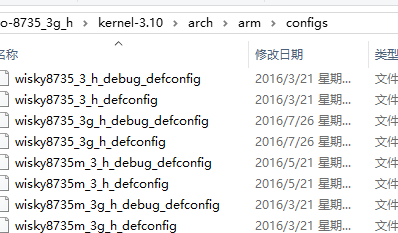 o-8735_3g_h > kernel-3.10 > arch > arm > configs
名称 修改日期 类型
wisky8735_3_h_debug_defconfig 2016/3/21 星期... 文件
wisky8735_3_h_defconfig 2016/3/21 星期... 文件
wisky8735_3g_h_debug_defconfig 2016/7/26 星期... 文件
wisky8735_3g_h_defconfig 2016/7/26 星期... 文件
wisky8735m_3_h_debug_defconfig 2016/5/21 星期... 文件
wisky8735m_3_h_defconfig 2016/5/21 星期... 文件
wisky8735m_3g_h_debug_defconfig 2016/3/21 星期... 文件
wisky8735m_3g_h_defconfig 2016/3/21 星期... 文件